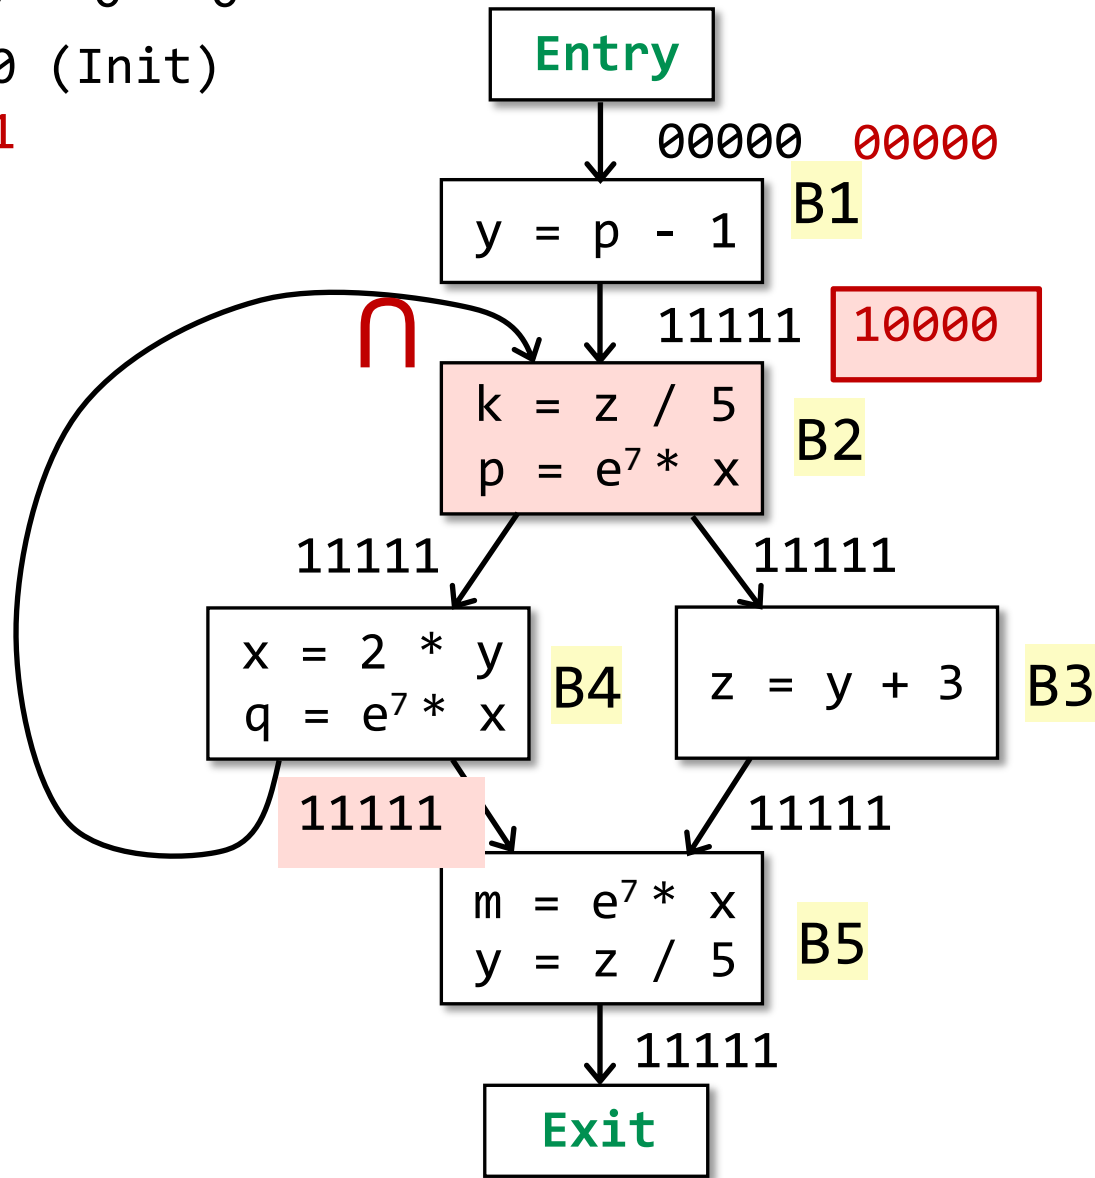 0 (Init)
1
Entry
00000 00000
B1
y = p - 1
⋂
11111 10000
k = z / 5
p = e⁷ * x
B2
11111 11111
x = 2 * y
q = e⁷ * x
B4
z = y + 3
B3
11111 11111
m = e⁷ * x
y = z / 5
B5
11111
Exit